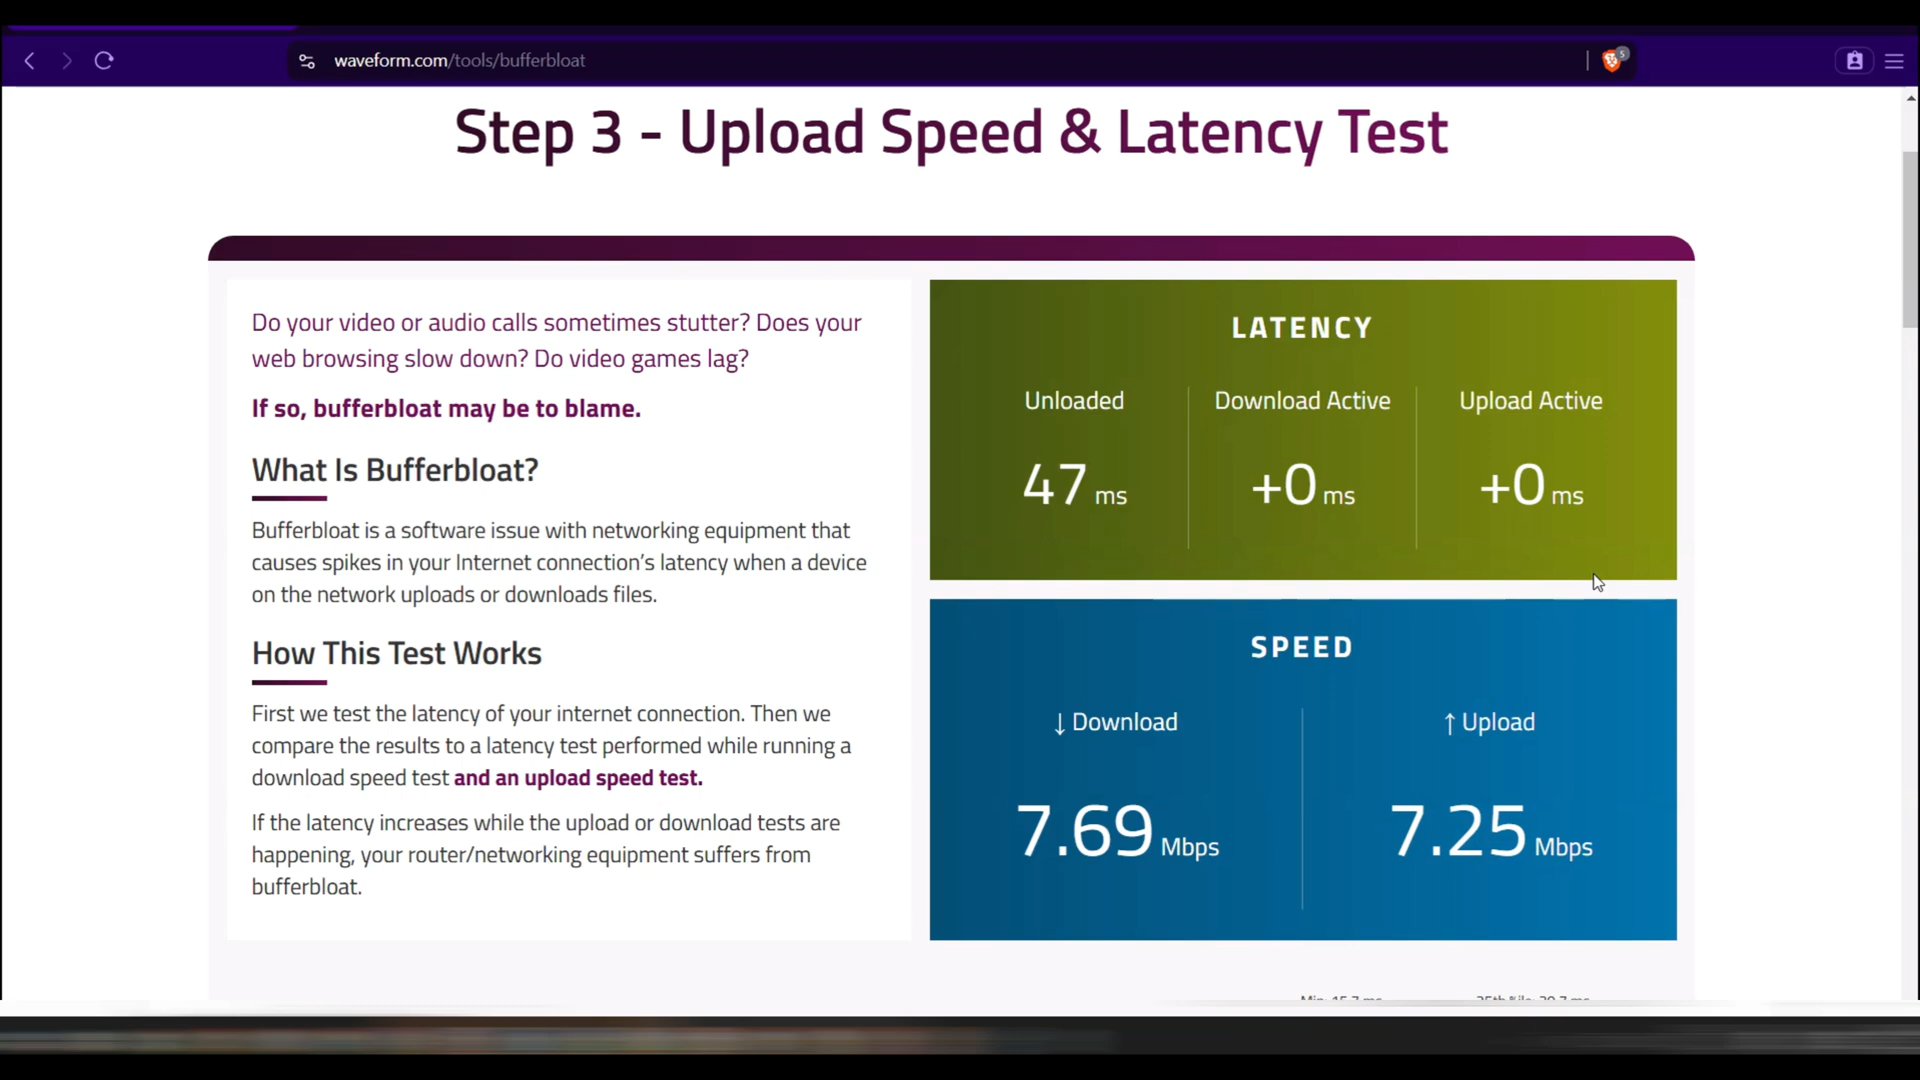 waveform.com/tools/bufferbloat
5
Step 3 - Upload Speed & Latency Test
Do your video or audio calls sometimes stutter? Does your
web browsing slow down? Do video games lag?
If so, bufferbloat may be to blame.
What Is Bufferbloat?
Bufferbloat is a software issue with networking equipment that
causes spikes in your Internet connection’s latency when a device
on the network uploads or downloads files.
How This Test Works
First we test the latency of your internet connection. Then we
compare the results to a latency test performed while running a
download speed test and an upload speed test.
If the latency increases while the upload or download tests are
happening, your router/networking equipment suffers from
bufferbloat.
LATENCY
Unloaded
Download Active
Upload Active
47 ms
+0 ms
+0 ms
SPEED
↓ Download
↑ Upload
7.69 Mbps
7.25 Mbps